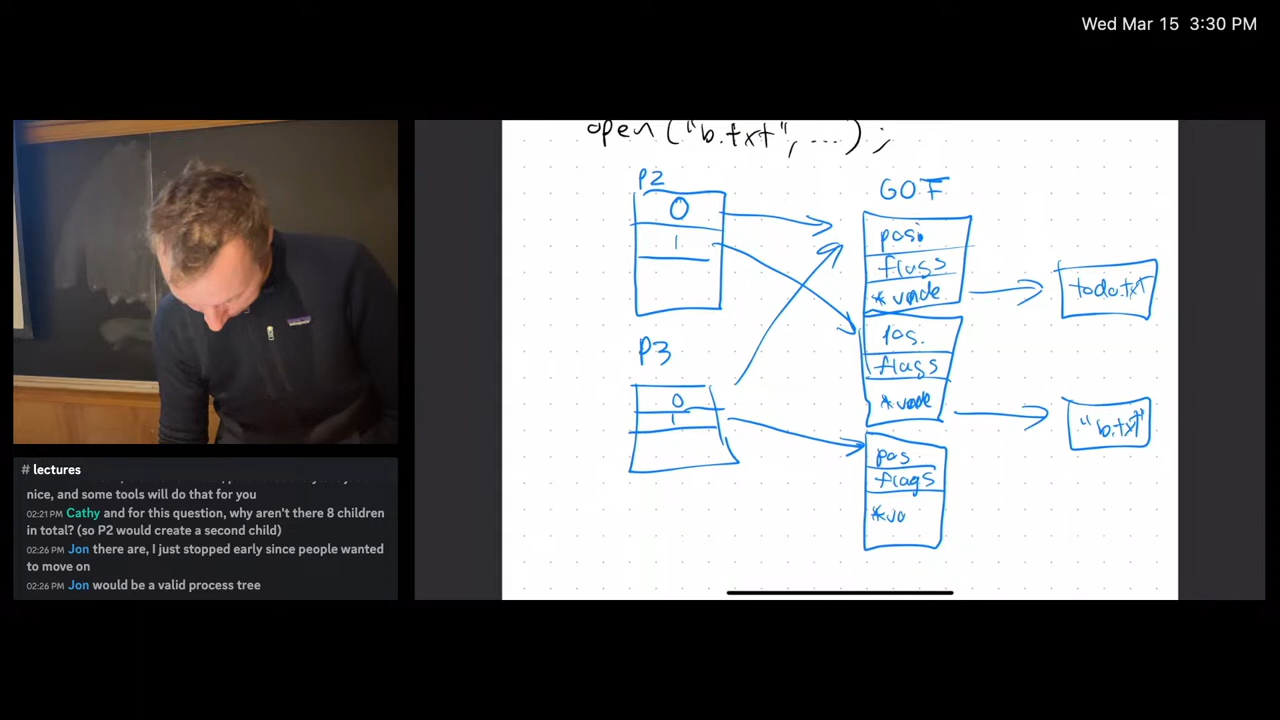 Wed Mar 15 3:30 PM
open("b.txt", ...);
P2
0
1
GOF
posi
flags
*vnode
todo.txt
pos.
flags
*vnode
"b.txt"
P3
0
1
pos
flags
*vo
# lectures
nice, and some tools will do that for you
02:21 PM Cathy and for this question, why aren't there 8 children
in total? (so P2 would create a second child)
02:26 PM Jon there are, I just stopped early since people wanted
to move on
02:26 PM Jon would be a valid process tree